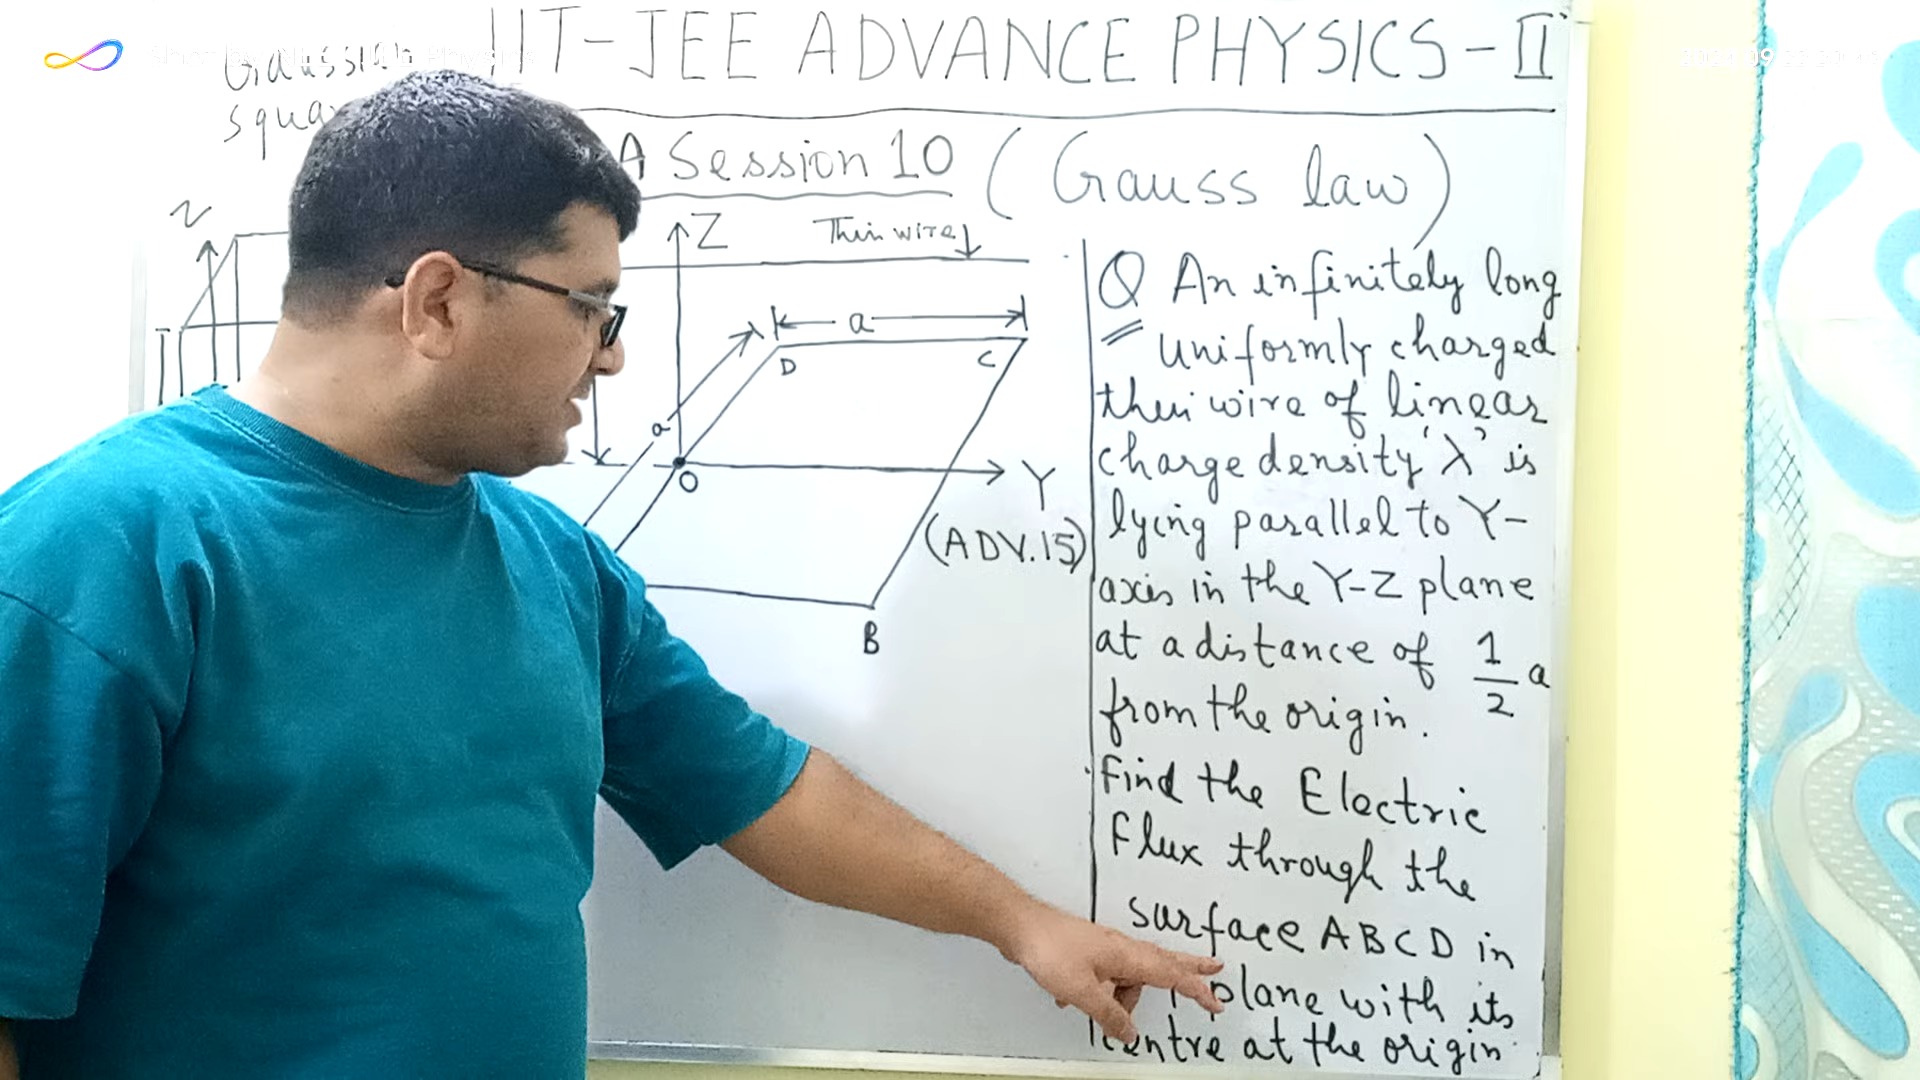 IIT-JEE ADVANCE PHYSICS-II
A Session 10 (Gauss law)
Z
Thin wire
a
D
C
a
O
Y
(ADV.15)
B
Q An infinitely long
Uniformly charged
thin wire of linear
charge density 'λ' is
lying parallel to Y-
axis in the Y-Z plane
at a distance of 1/2 a
from the origin.
Find the Electric
Flux through the
surface ABCD in
plane with its
centre at the origin.